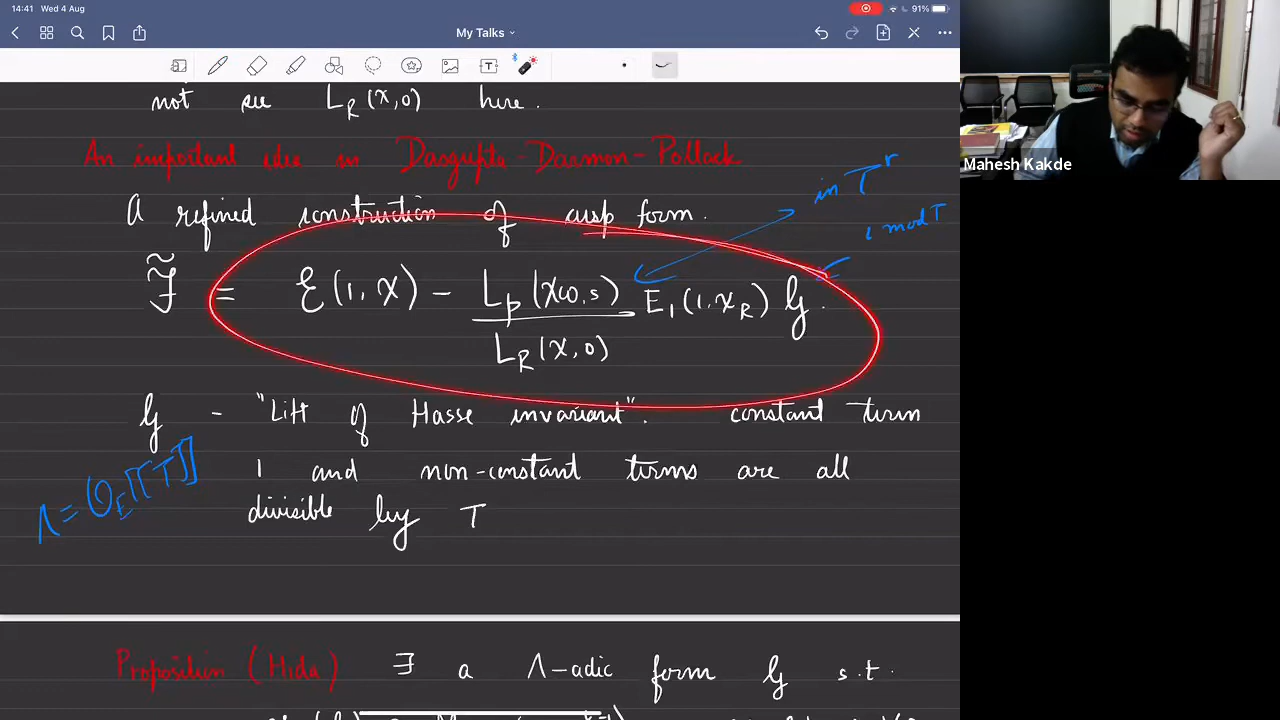 14:41 Wed 4 Aug
91%
My Talks
not see L_R(χ,0) here.
An important idea in Dasgupta-Darmon-Pollack
A refined construction of cusp form.
in T^r
1 mod T
F̃ = ℰ(1,χ) - L_p(χω,s) / L_R(χ,0) E_1(1,χ_R) 𝒢.
𝒢 - "Lift of Hasse invariant". constant term
1 and non-constant terms are all
divisible by T
Λ = O_E[[T]]
Proposition (Hida) ∃ a Λ-adic form 𝒢 s.t.
Mahesh Kakde